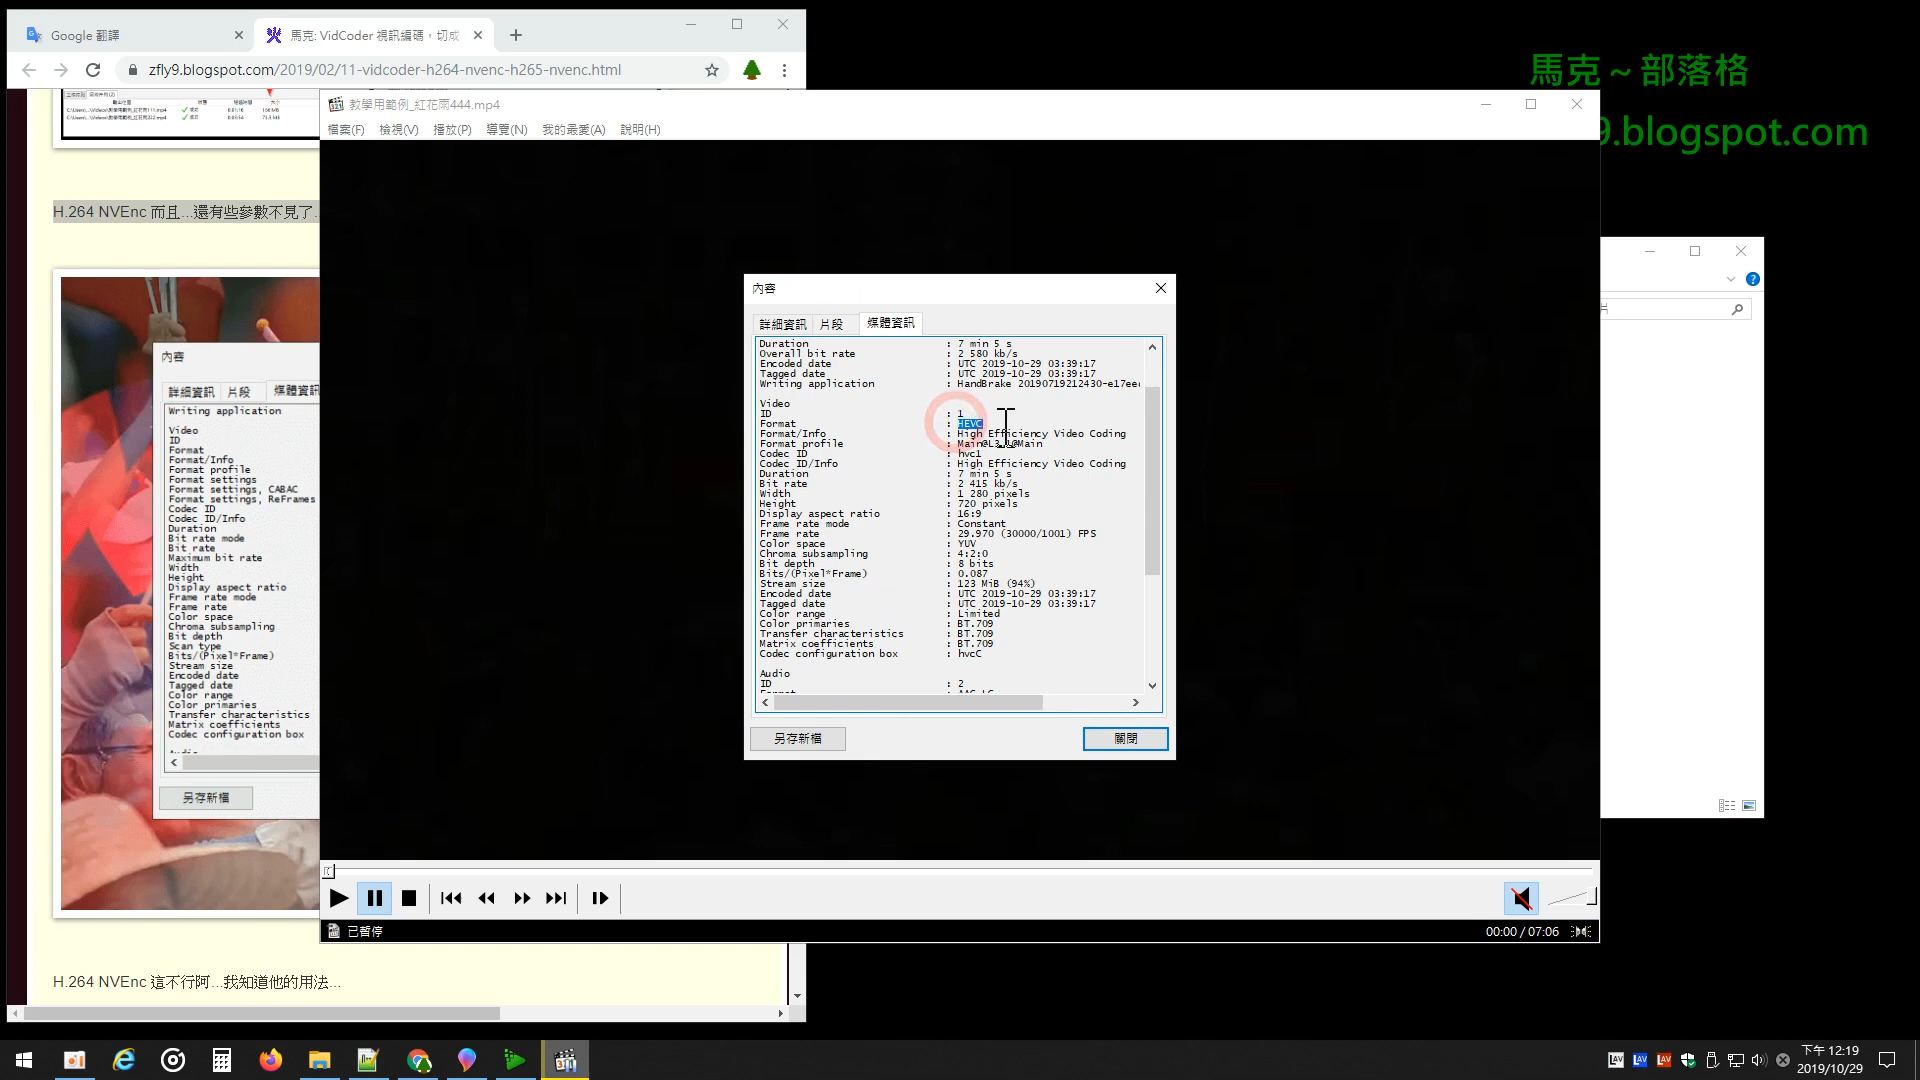 Google 翻譯
馬克: VidCoder 視訊編碼，切成
zfly9.blogspot.com/2019/02/11-vidcoder-h264-nvenc-h265-nvenc.html
馬克～部落格
9.blogspot.com
教學用範例_紅花雨444.mp4
檔案(F) 檢視(V) 播放(P) 導覽(N) 我的最愛(A) 說明(H)
H.264 NVEnc 而且...還有些參數不見了
內容
詳細資訊 片段 媒體資訊
Writing application
Video
ID
Format
Format/Info
Format profile
Format settings
Format settings, CABAC
Format settings, ReFrames
Codec ID
Codec ID/Info
Duration
Bit rate mode
Bit rate
Maximum bit rate
Width
Height
Display aspect ratio
Frame rate mode
Frame rate
Color space
Chroma subsampling
Bit depth
Scan type
Bits/(Pixel*Frame)
Stream size
Encoded date
Tagged date
Color range
Color primaries
Transfer characteristics
Matrix coefficients
Codec configuration box
另存新檔
內容
詳細資訊 片段 媒體資訊
Duration : 7 min 5 s
Overall bit rate : 2 580 kb/s
Encoded date : UTC 2019-10-29 03:39:17
Tagged date : UTC 2019-10-29 03:39:17
Writing application : HandBrake 20190719212430-e17ee
Video
ID : 1
Format : HEVC
Format/Info : High Efficiency Video Coding
Format profile : Main@L3.1@Main
Codec ID : hvc1
Codec ID/Info : High Efficiency Video Coding
Duration : 7 min 5 s
Bit rate : 2 415 kb/s
Width : 1 280 pixels
Height : 720 pixels
Display aspect ratio : 16:9
Frame rate mode : Constant
Frame rate : 29.970 (30000/1001) FPS
Color space : YUV
Chroma subsampling : 4:2:0
Bit depth : 8 bits
Bits/(Pixel*Frame) : 0.087
Stream size : 123 MiB (94%)
Encoded date : UTC 2019-10-29 03:39:17
Tagged date : UTC 2019-10-29 03:39:17
Color range : Limited
Color primaries : BT.709
Transfer characteristics : BT.709
Matrix coefficients : BT.709
Codec configuration box : hvcC
Audio
ID : 2
另存新檔 關閉
已暫停
00:00 / 07:06
H.264 NVEnc 這不行阿...我知道他的用法...
LAV LAV LAV
下午 12:19
2019/10/29